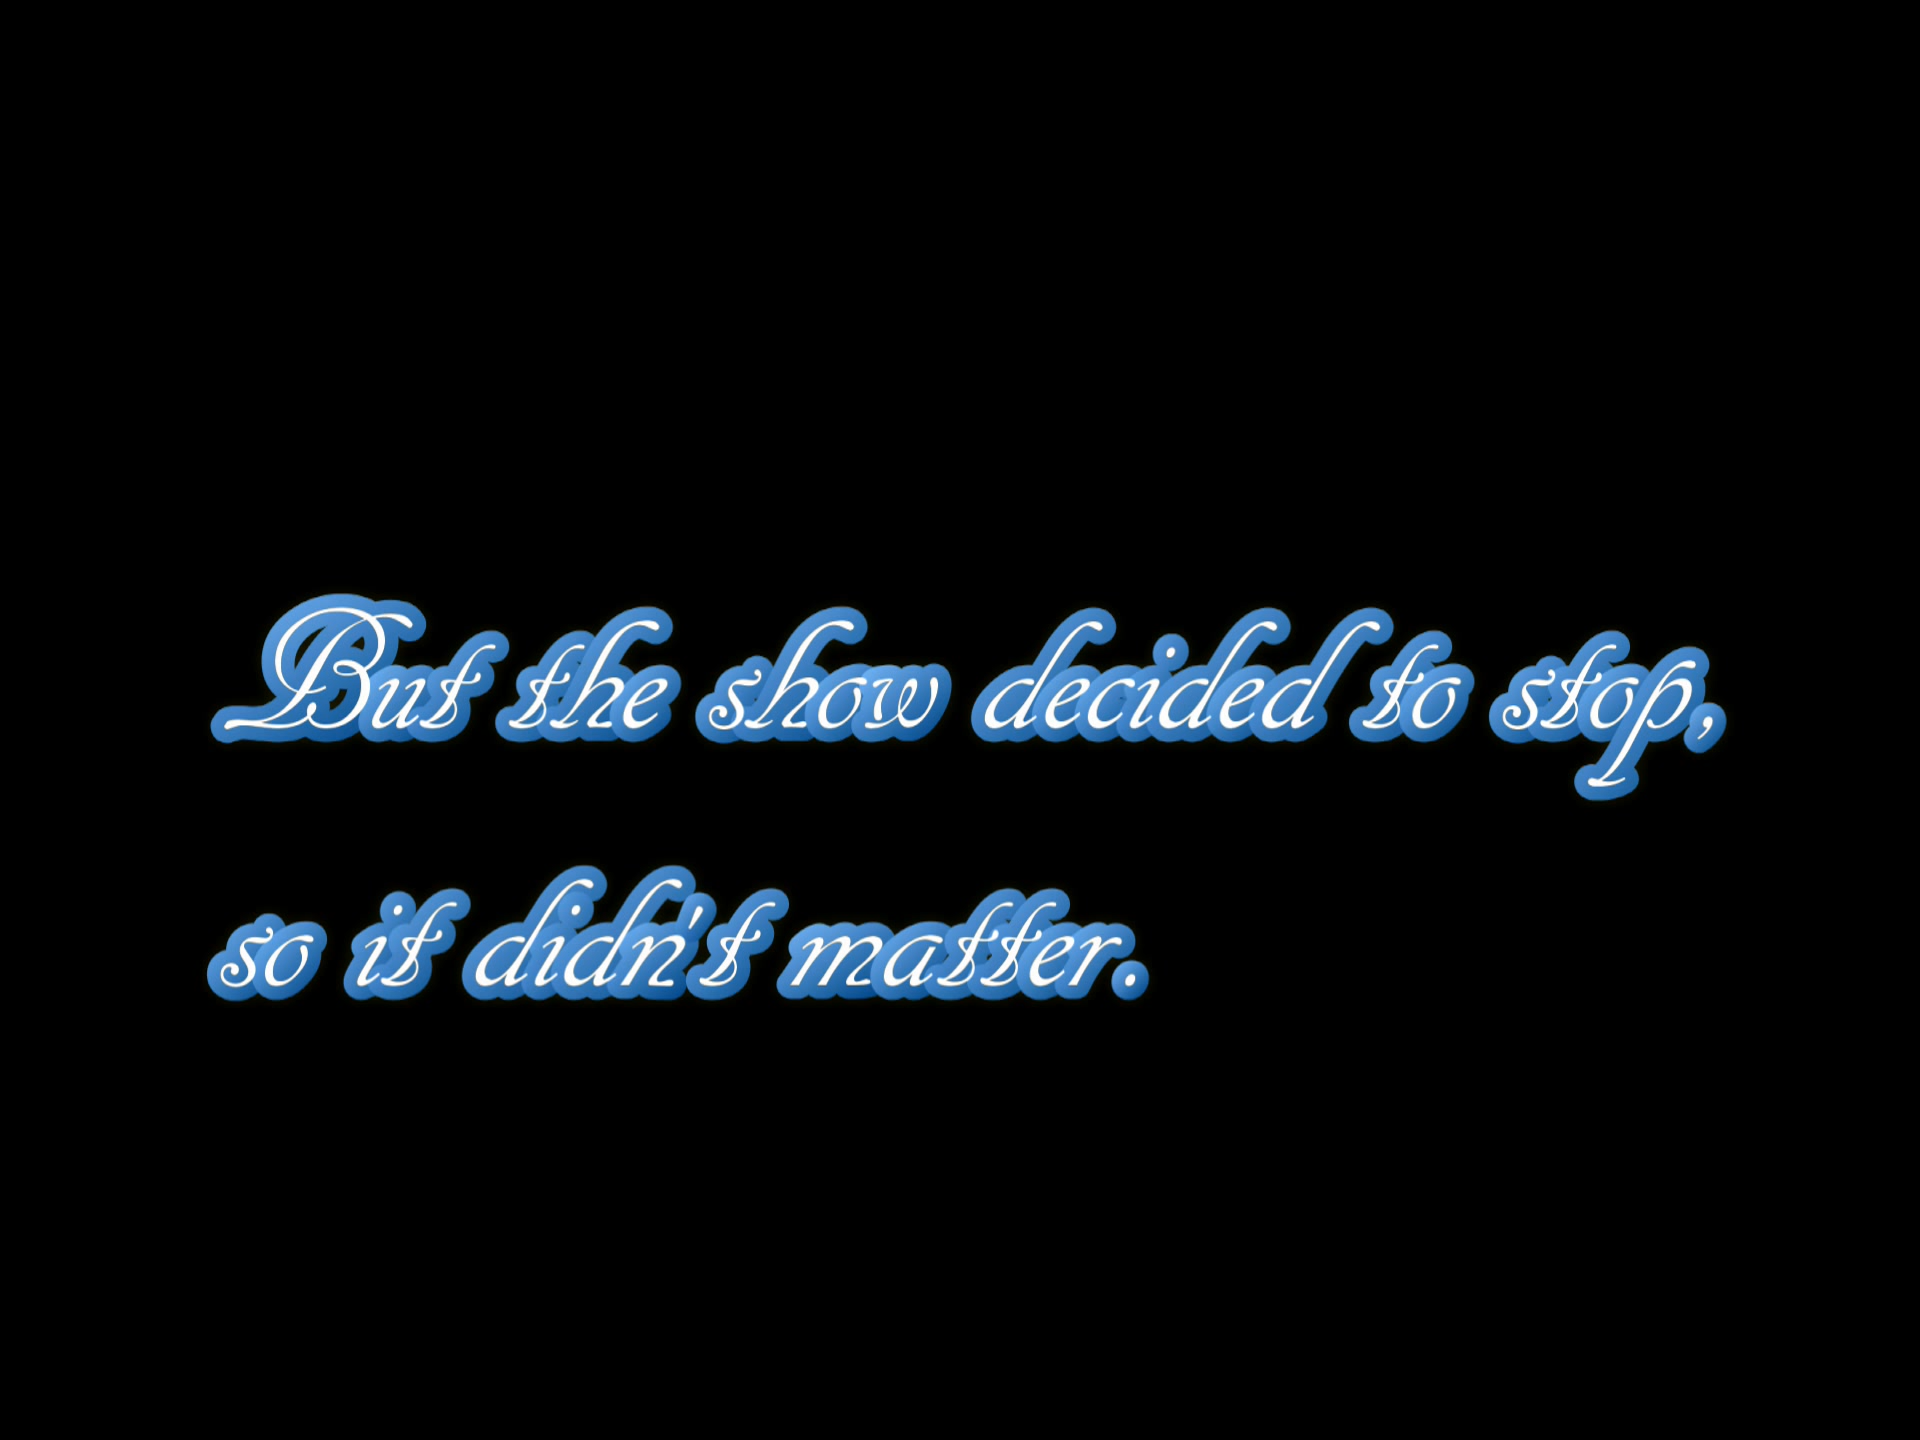 But the show decided to stop,
so it didn't matter.